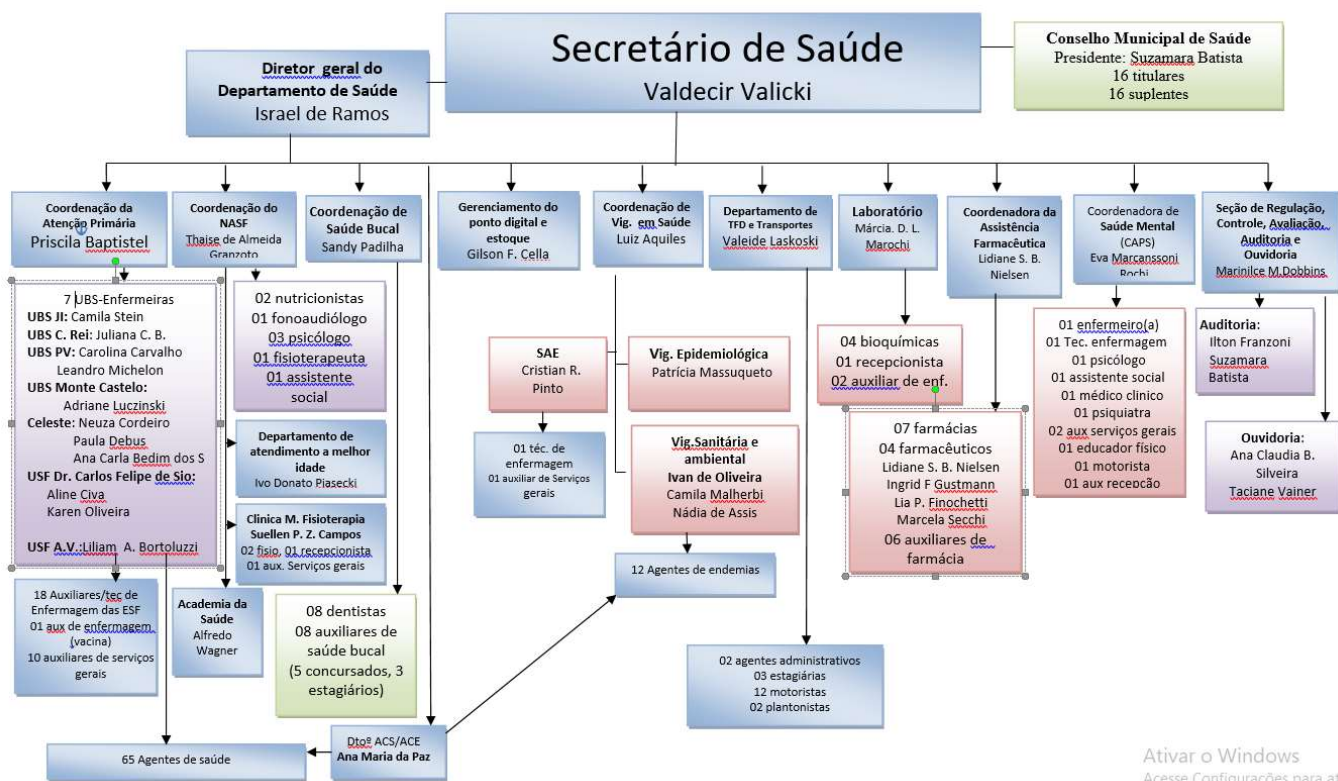 Secretário de Saúde
Valdecir Valicki
Conselho Municipal de Saúde
Presidente: Suzamara Batista
16 titulares
16 suplentes
Diretor geral do
Departamento de Saúde
Israel de Ramos
Coordenação da
Atenção Primária
Priscila Baptistel
Coordenação do
NASF
Thaise de Almeida
Granzoto
Coordenação de
Saúde Bucal
Sandy Padilha
Gerenciamento do
ponto digital e
estoque
Gilson F. Cella
Coordenação de
Vig. em Saúde
Luiz Aquiles
Departamento de
TFD e Transportes
Valeide Laskoski
Laboratório
Márcia. D. L.
Marochi
Coordenadora da
Assistência
Farmacêutica
Lidiane S. B.
Nielsen
Coordenadora de
Saúde Mental
(CAPS)
Eva Marcanssoni
Rochi
Seção de Regulação,
Controle, Avaliação,
Auditoria e
Ouvidoria
Marinilce M.Dobbins
7 UBS-Enfermeiras
UBS JI: Camila Stein
UBS C. Rei: Juliana C. B.
UBS PV: Carolina Carvalho
Leandro Michelon
UBS Monte Castelo:
Adriane Luczinski
Celeste: Neuza Cordeiro
Paula Debus
Ana Carla Bedim dos S
USF Dr. Carlos Felipe de Sio:
Aline Civa
Karen Oliveira
USF A.V.:Liliam A. Bortoluzzi
02 nutricionistas
01 fonoaudiólogo
03 psicólogo
01 fisioterapeuta
01 assistente
social
Departamento de
atendimento a melhor
idade
Ivo Donato Piasecki
Clinica M. Fisioterapia
Suellen P. Z. Campos
02 fisio, 01 recepcionista
01 aux. Serviços gerais
Academia da
Saúde
Alfredo
Wagner
18 Auxiliares/tec de
Enfermagem das ESF
01 aux de enfermagem
(vacina)
10 auxiliares de serviços
gerais
08 dentistas
08 auxiliares de
saúde bucal
(5 concursados, 3
estagiários)
65 Agentes de saúde
Dtoº ACS/ACE
Ana Maria da Paz
SAE
Cristian R.
Pinto
01 téc. de
enfermagem
01 auxiliar de Serviços
gerais
Vig. Epidemiológica
Patrícia Massuqueto
Vig.Sanitária e
ambiental
Ivan de Oliveira
Camila Malherbi
Nádia de Assis
12 Agentes de endemias
02 agentes administrativos
03 estagiárias
12 motoristas
02 plantonistas
04 bioquímicas
01 recepcionista
02 auxiliar de enf.
07 farmácias
04 farmacêuticos
Lidiane S. B. Nielsen
Ingrid F Gustmann
Lia P. Finochetti
Marcela Secchi
06 auxiliares de
farmácia
01 enfermeiro(a)
01 Tec. enfermagem
01 psicólogo
01 assistente social
01 médico clinico
01 psiquiatra
02 aux serviços gerais
01 educador físico
01 motorista
01 aux recepcão
Auditoria:
Ilton Franzoni
Suzamara
Batista
Ouvidoria:
Ana Claudia B.
Silveira
Taciane Vainer
Ativar o Windows
Acesse Configurações para at